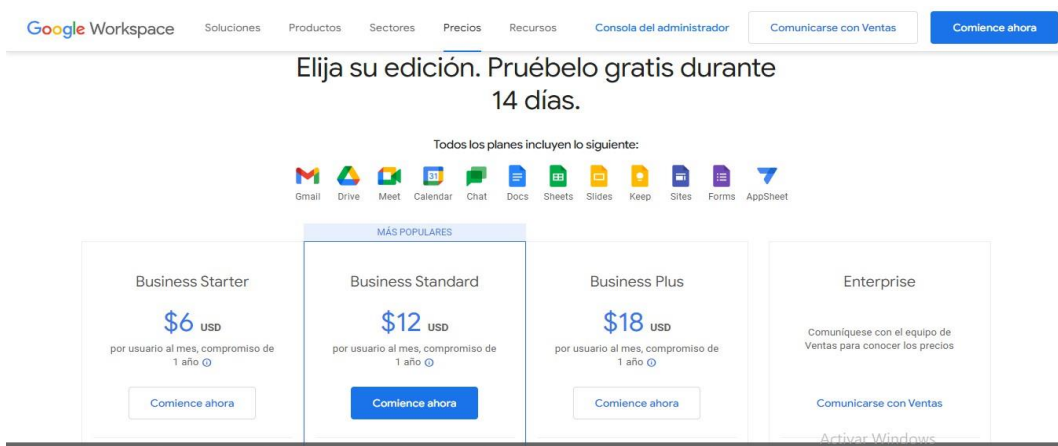 Google Workspace
Soluciones
Productos
Sectores
Precios
Recursos
Consola del administrador
Comunicarse con Ventas
Comience ahora
Elija su edición. Pruébelo gratis durante
14 días.
Todos los planes incluyen lo siguiente:
31
Gmail
Drive
Meet
Calendar
Chat
Docs
Sheets
Slides
Keep
Sites
Forms
AppSheet
MÁS POPULARES
Business Starter
$6 USD
por usuario al mes, compromiso de
1 año
Comience ahora
Business Standard
$12 USD
por usuario al mes, compromiso de
1 año
Comience ahora
Business Plus
$18 USD
por usuario al mes, compromiso de
1 año
Comience ahora
Enterprise
Comuníquese con el equipo de
Ventas para conocer los precios
Comunicarse con Ventas
Activar Windows